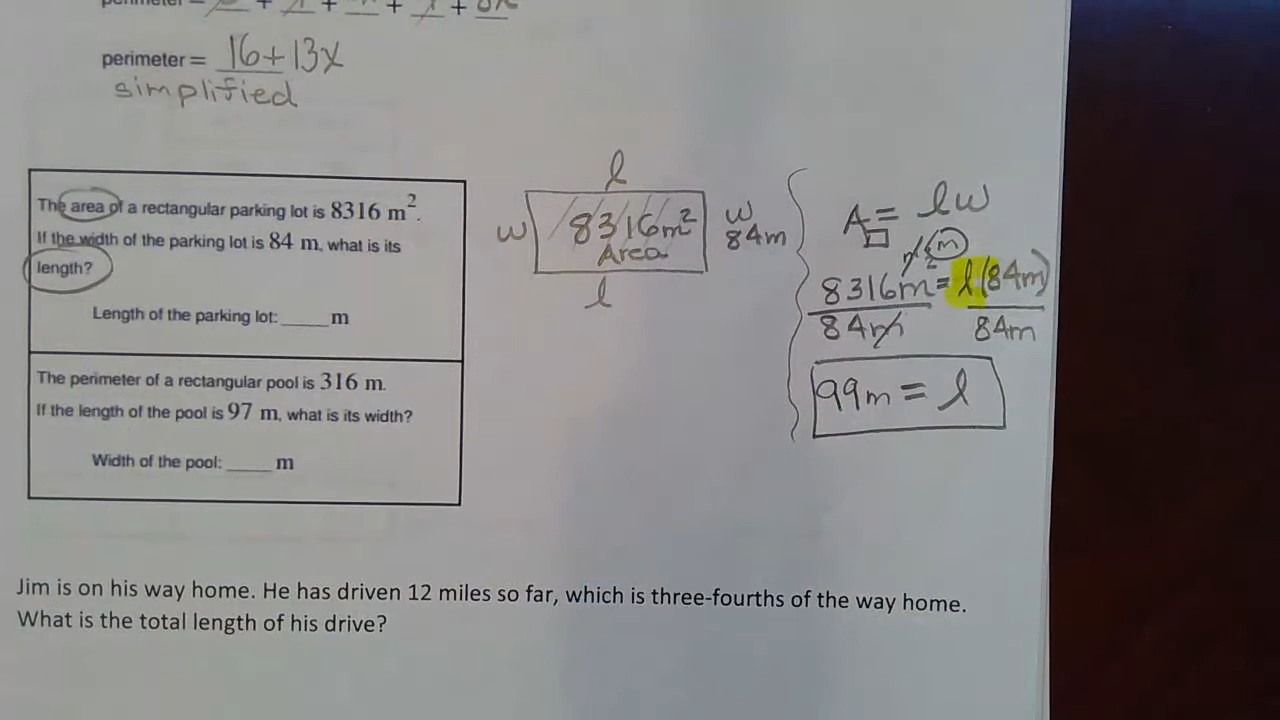 perimeter = 16 + 13x
simplified
The area of a rectangular parking lot is 8316 m².
If the width of the parking lot is 84 m, what is its
length?
Length of the parking lot: _____ m
The perimeter of a rectangular pool is 316 m.
If the length of the pool is 97 m, what is its width?
Width of the pool: _____ m
l
w 8316m² w
Area 84m
l
A□ = lw
m·m
8316m² = l(84m)
84m 84m
99m = l
Jim is on his way home. He has driven 12 miles so far, which is three-fourths of the way home.
What is the total length of his drive?